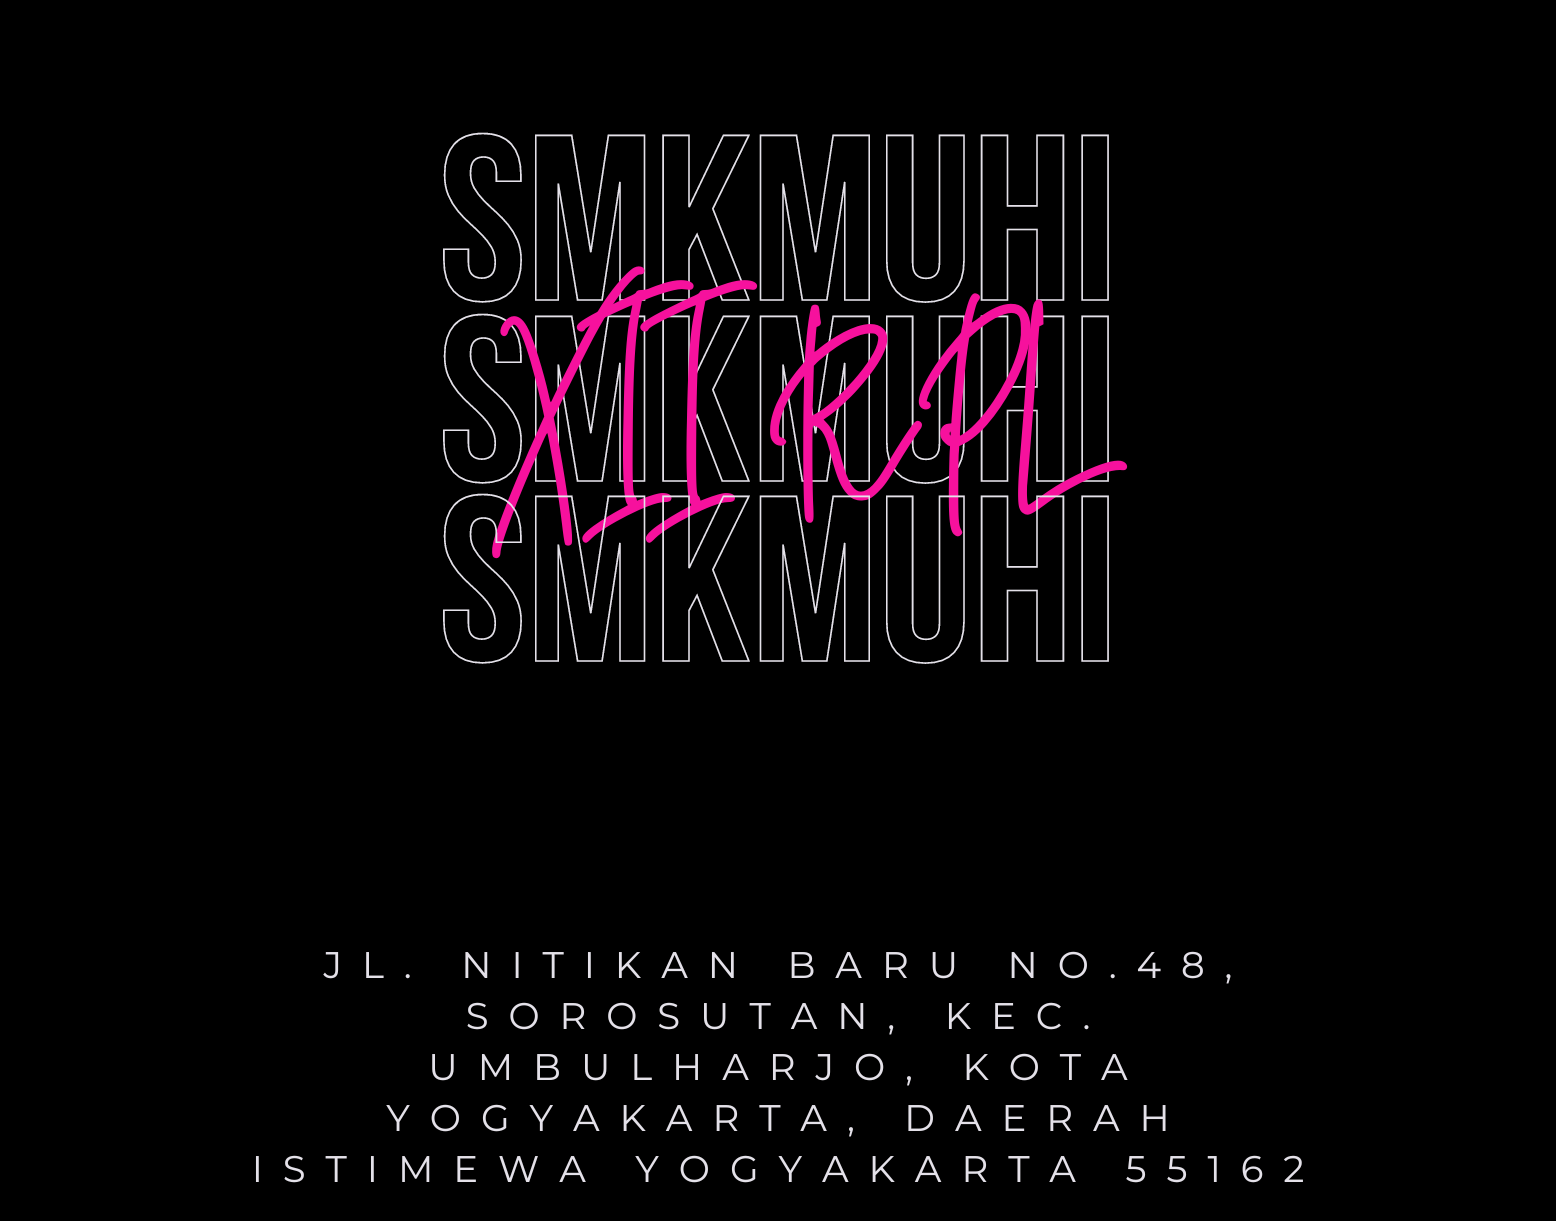 SMKMUHI
SMKMUHI
XII RPL
SMKMUHI
JL. NITIKAN BARU NO.48,
SOROSUTAN, KEC.
UMBULHARJO, KOTA
YOGYAKARTA, DAERAH
ISTIMEWA YOGYAKARTA 55162